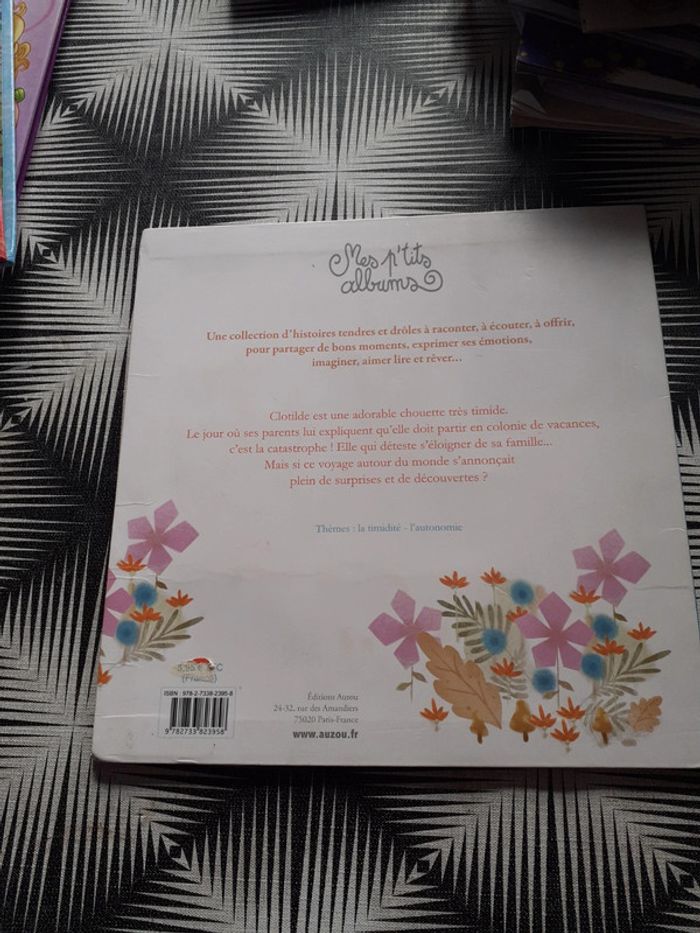 Mes p'tits
albums
Une collection d'histoires tendres et drôles à raconter, à écouter, à offrir,
pour partager de bons moments, exprimer ses émotions,
imaginer, aimer lire et rêver...
Clotilde est une adorable chouette très timide.
Le jour où ses parents lui expliquent qu'elle doit partir en colonie de vacances,
c'est la catastrophe ! Elle qui déteste s'éloigner de sa famille...
Mais si ce voyage autour du monde s'annonçait
plein de surprises et de découvertes ?
Thèmes : la timidité - l'autonomie
(France)
ISBN : 978-2-7338-2395-8
9 782733 823958
Éditions Auzou
24-32, rue des Amandiers
75020 Paris-France
www.auzou.fr